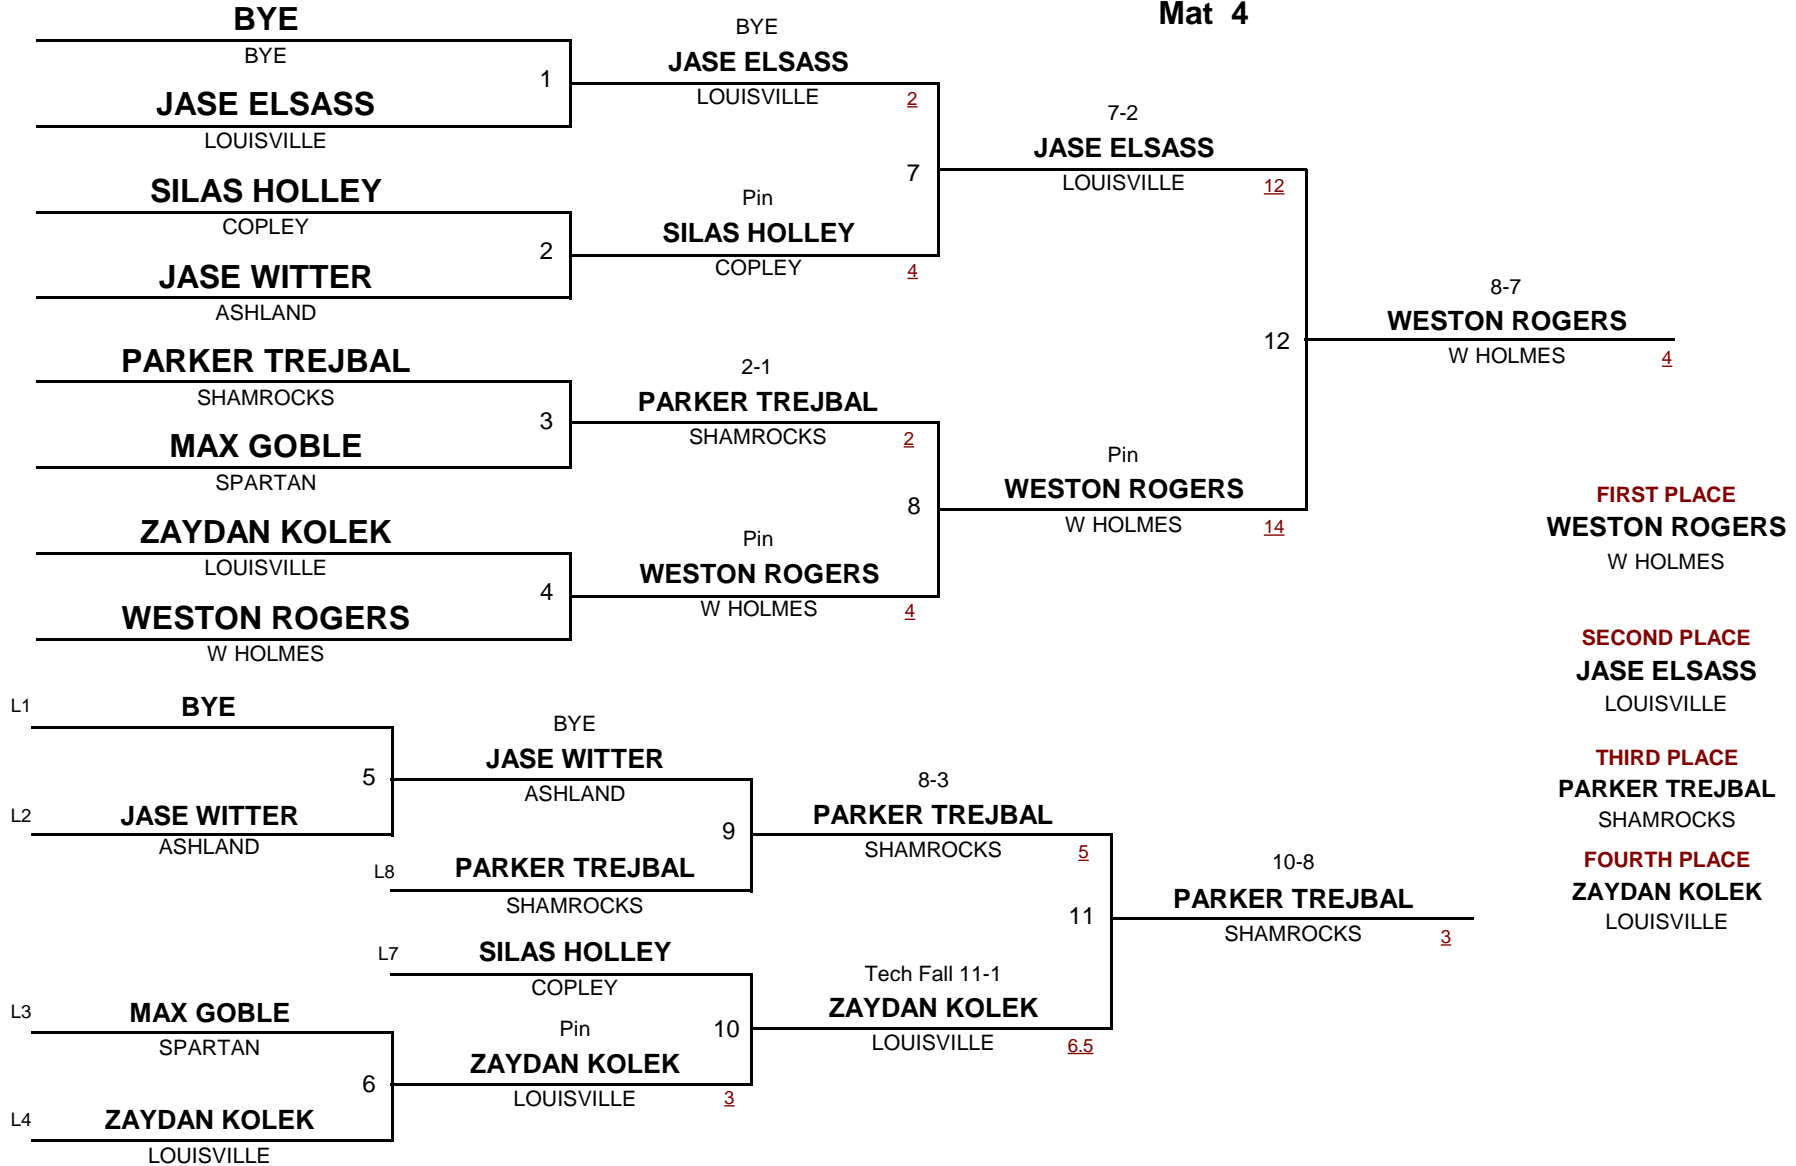 Mat 4
BYE
BYE
1
JASE ELSASS
LOUISVILLE
SILAS HOLLEY
COPLEY
2
JASE WITTER
ASHLAND
PARKER TREJBAL
SHAMROCKS
3
MAX GOBLE
SPARTAN
ZAYDAN KOLEK
LOUISVILLE
4
WESTON ROGERS
W HOLMES
BYE
JASE ELSASS
LOUISVILLE 2
7
Pin
SILAS HOLLEY
COPLEY 4
2-1
PARKER TREJBAL
SHAMROCKS 2
8
Pin
WESTON ROGERS
W HOLMES 4
7-2
JASE ELSASS
LOUISVILLE 12
12
Pin
WESTON ROGERS
W HOLMES 14
8-7
WESTON ROGERS
W HOLMES 4
FIRST PLACE
WESTON ROGERS
W HOLMES
SECOND PLACE
JASE ELSASS
LOUISVILLE
THIRD PLACE
PARKER TREJBAL
SHAMROCKS
FOURTH PLACE
ZAYDAN KOLEK
LOUISVILLE
L1 BYE
5
L2 JASE WITTER
ASHLAND
L3 MAX GOBLE
SPARTAN
6
L4 ZAYDAN KOLEK
LOUISVILLE
BYE
JASE WITTER
ASHLAND
9
L8 PARKER TREJBAL
SHAMROCKS
L7 SILAS HOLLEY
COPLEY
10
Pin
ZAYDAN KOLEK
LOUISVILLE 3
8-3
PARKER TREJBAL
SHAMROCKS 5
11
Tech Fall 11-1
ZAYDAN KOLEK
LOUISVILLE 6.5
10-8
PARKER TREJBAL
SHAMROCKS 3